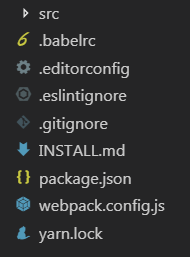 src
.babelrc
.editorconfig
.eslintignore
.gitignore
INSTALL.md
package.json
webpack.config.js
yarn.lock